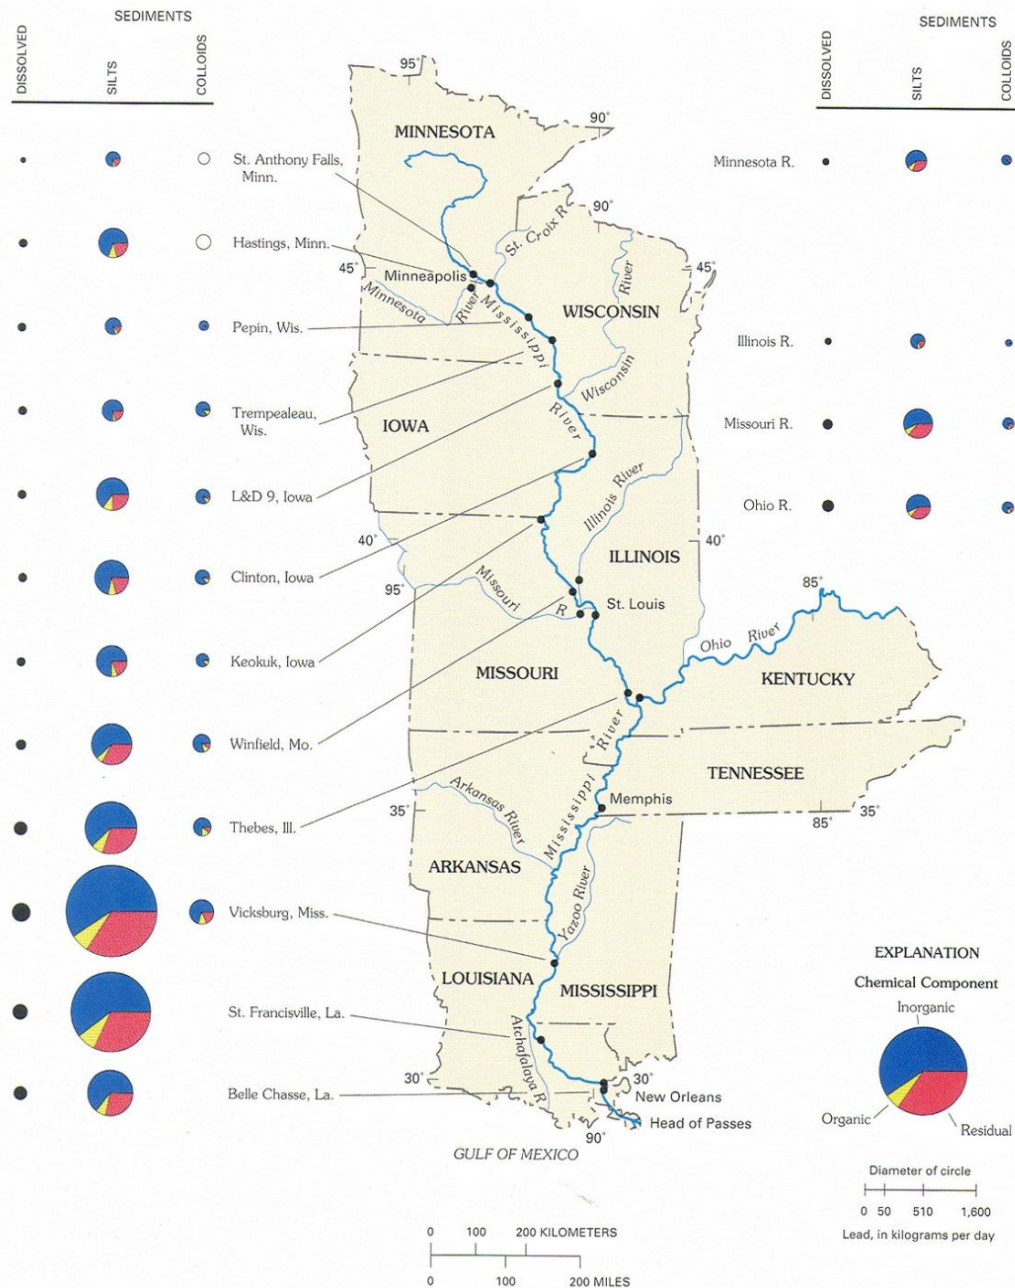 SEDIMENTS
DISSOLVED
SILTS
COLLOIDS
SEDIMENTS
DISSOLVED
SILTS
COLLOIDS
St. Anthony Falls,
Minn.
Hastings, Minn.
Pepin, Wis.
Trempealeau,
Wis.
L&D 9, Iowa
Clinton, Iowa
Keokuk, Iowa
Winfield, Mo.
Thebes, Ill.
Vicksburg, Miss.
St. Francisville, La.
Belle Chasse, La.
Minnesota R.
Illinois R.
Missouri R.
Ohio R.
95°
90°
MINNESOTA
90°
St. Croix R
45°
Minneapolis
45°
Minnesota
River
Mississippi
River
WISCONSIN
River
Wisconsin
IOWA
Illinois River
40°
ILLINOIS
40°
95°
Missouri
R
St. Louis
85°
Ohio River
MISSOURI
KENTUCKY
River
TENNESSEE
Mississippi
Memphis
Arkansas River
35°
85°
35°
ARKANSAS
Yazoo River
LOUISIANA
MISSISSIPPI
Atchafalaya R
30°
30°
New Orleans
Head of Passes
90°
GULF OF MEXICO
EXPLANATION
Chemical Component
Inorganic
Organic
Residual
Diameter of circle
0 50 510 1,600
Lead, in kilograms per day
0 100 200 KILOMETERS
0 100 200 MILES